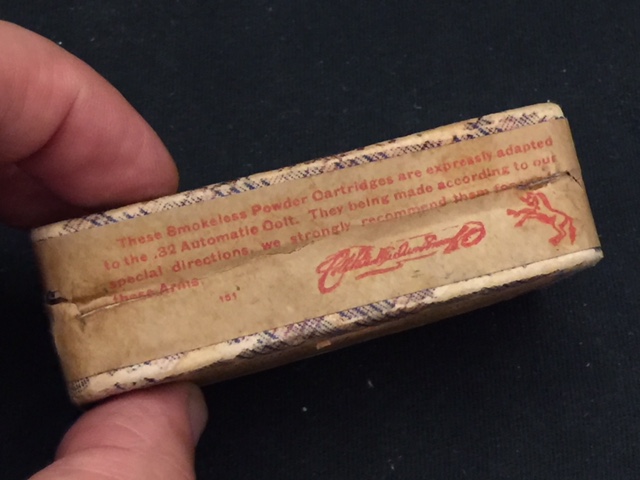 These Smokeless Powder Cartridges are expressly adapted
to the .32 Automatic Colt. They being made according to our
special directions, we strongly recommend them
these Arms.
151